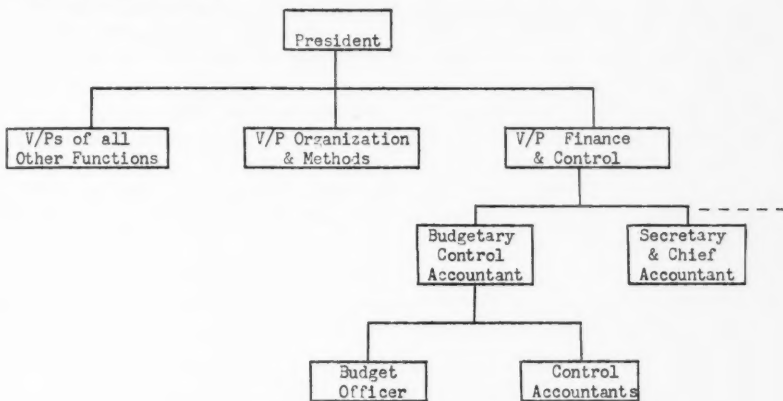 President
V/Ps of all
Other Functions
V/P Organization
& Methods
V/P Finance
& Control
Budgetary
Control
Accountant
Secretary
& Chief
Accountant
Budget
Officer
Control
Accountants